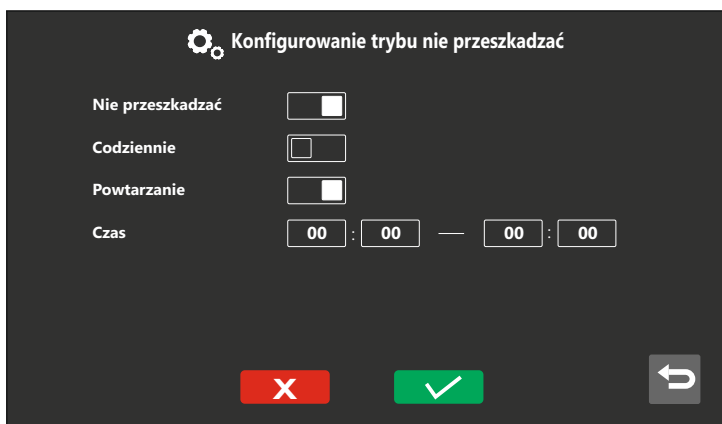 Konfigurowanie trybu nie przeszkadzać
Nie przeszkadzać
Codziennie
Powtarzanie
Czas 00 : 00 — 00 : 00
X